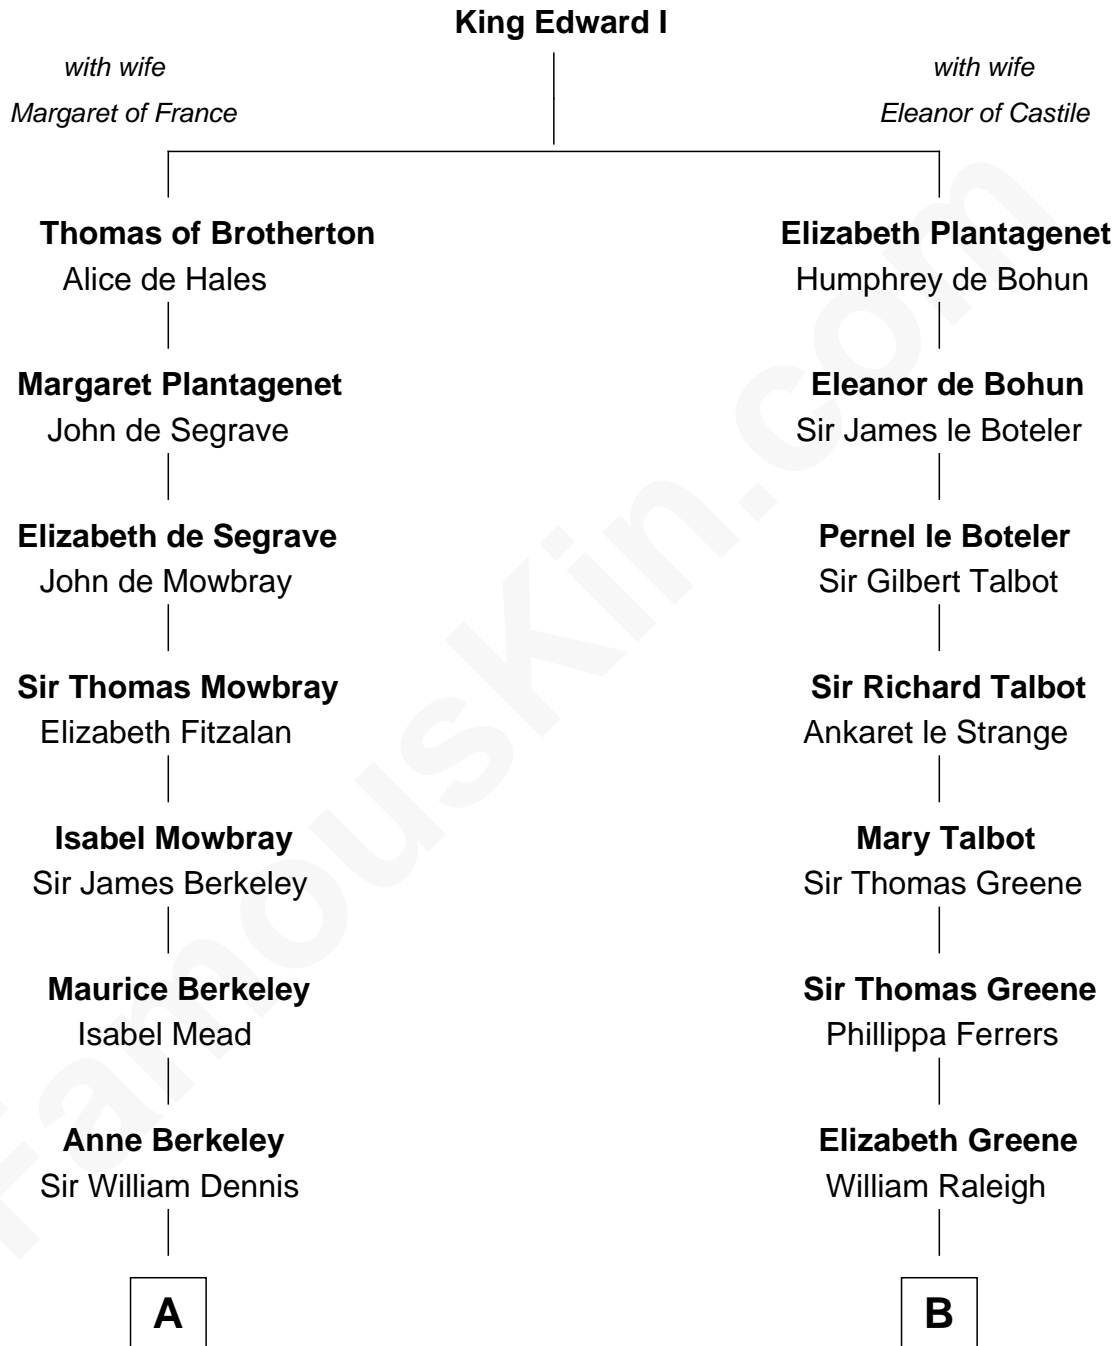 King Edward I
with wife
Margaret of France
with wife
Eleanor of Castile
Thomas of Brotherton
Alice de Hales
Margaret Plantagenet
John de Segrave
Elizabeth de Segrave
John de Mowbray
Sir Thomas Mowbray
Elizabeth Fitzalan
Isabel Mowbray
Sir James Berkeley
Maurice Berkeley
Isabel Mead
Anne Berkeley
Sir William Dennis
A
Elizabeth Plantagenet
Humphrey de Bohun
Eleanor de Bohun
Sir James le Boteler
Pernel le Boteler
Sir Gilbert Talbot
Sir Richard Talbot
Ankaret le Strange
Mary Talbot
Sir Thomas Greene
Sir Thomas Greene
Phillippa Ferrers
Elizabeth Greene
William Raleigh
B
FamousKin.com